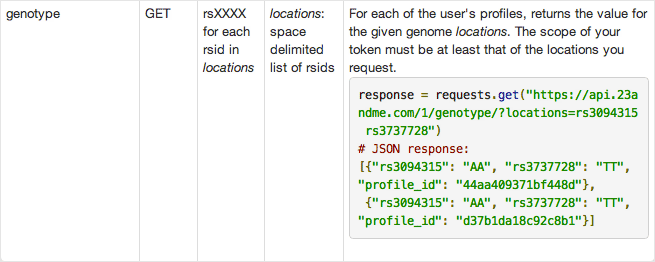 genotype
GET
rsXXXX
for each
rsid in
locations
locations:
space
delimited
list of rsids
For each of the user's profiles, returns the value for
the given genome locations. The scope of your
token must be at least that of the locations you
request.
response = requests.get("https://api.23a
ndme.com/1/genotype/?locations=rs3094315
 rs3737728")
# JSON response:
[{"rs3094315": "AA", "rs3737728": "TT",
"profile_id": "44aa409371bf448d"},
 {"rs3094315": "AA", "rs3737728": "TT",
"profile_id": "d37b1da18c92c8b1"}]